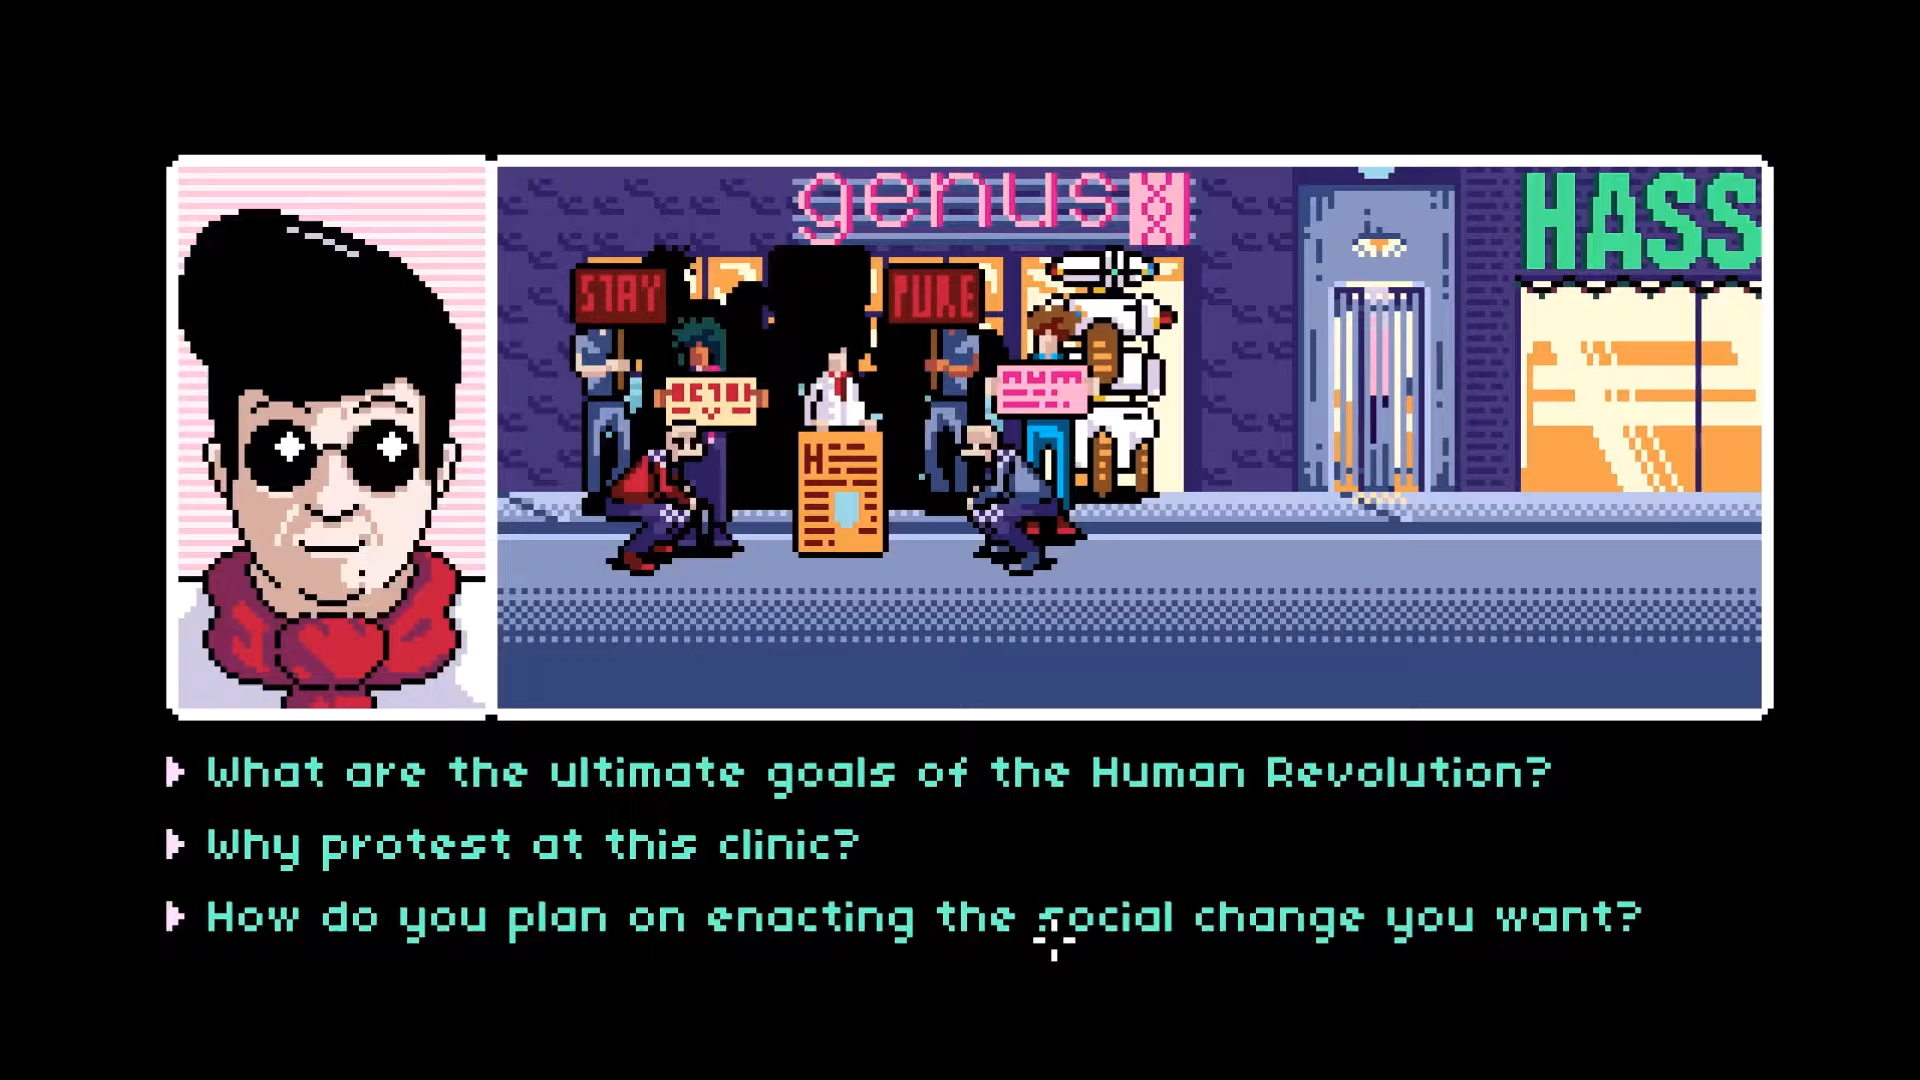 genus
HASS
STAY
PURE
HUM
H
What are the ultimate goals of the Human Revolution?
Why protest at this clinic?
How do you plan on enacting the social change you want?